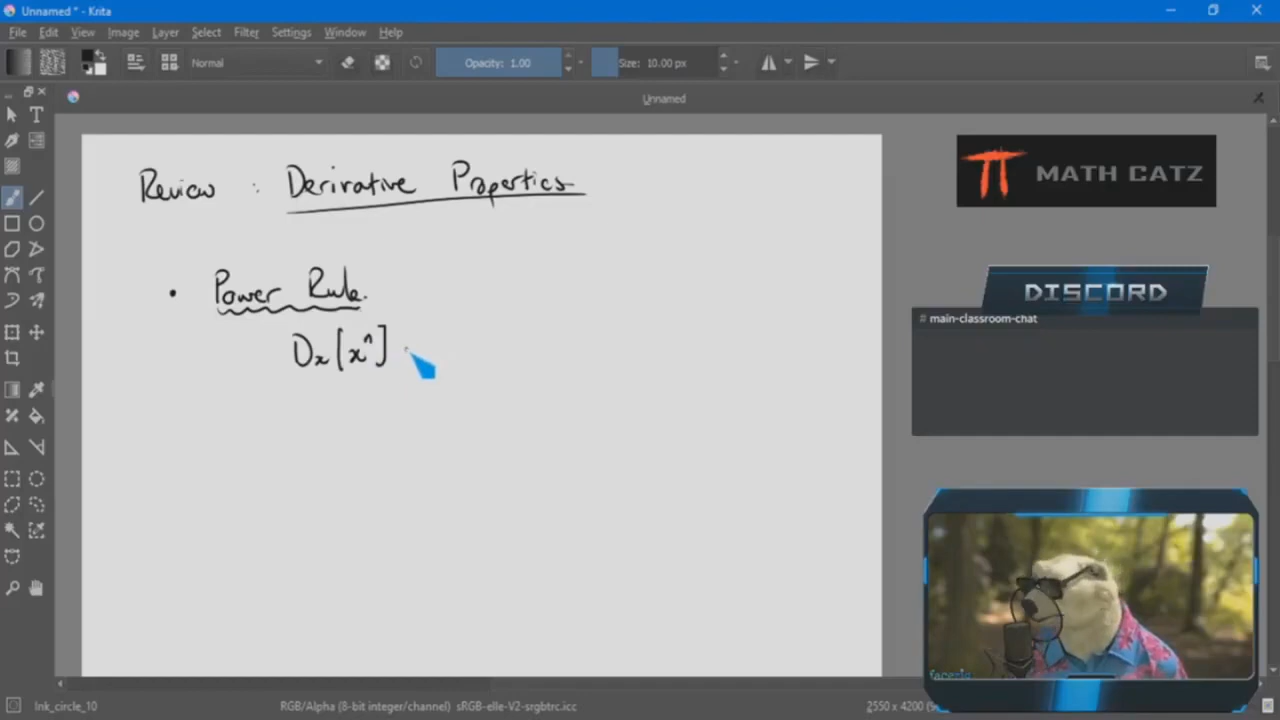 Unnamed * - Krita
File Edit View Image Layer Select Filter Settings Window Help
Normal Opacity: 1.00 Size: 10.00 px
Unnamed
Review : Derivative Properties
• Power Rule.
Dx[xⁿ]
π MATH CATZ
DISCORD
# main-classroom-chat
facerig
Ink_circle_10 RGB/Alpha (8-bit integer/channel) sRGB-elle-V2-srgbtrc.icc 2550 x 4200